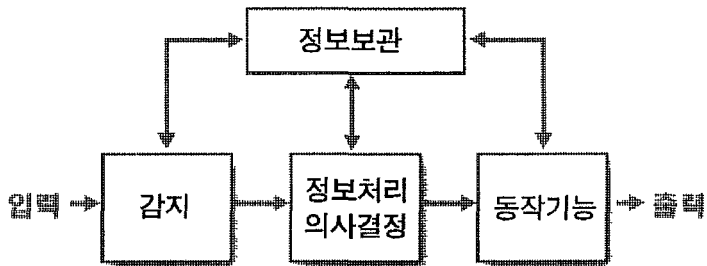 정보보관
입력
감지
정보처리
의사결정
동작기능
출력